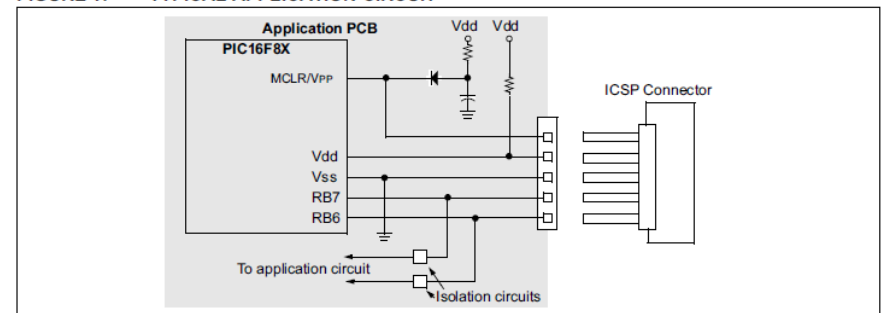 Application PCB
Vdd Vdd
PIC16F8X
MCLR/VPP
ICSP Connector
Vdd
Vss
RB7
RB6
To application circuit
Isolation circuits